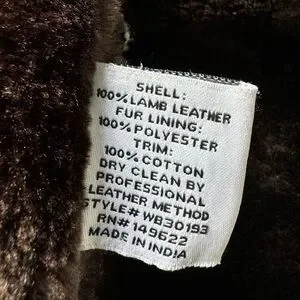 SHELL:
100% LAMB LEATHER
FUR LINING:
100% POLYESTER
TRIM:
100% COTTON
DRY CLEAN BY
PROFESSIONAL
LEATHER METHOD
STYLE# WB30193
RN# 149622
MADE IN INDIA